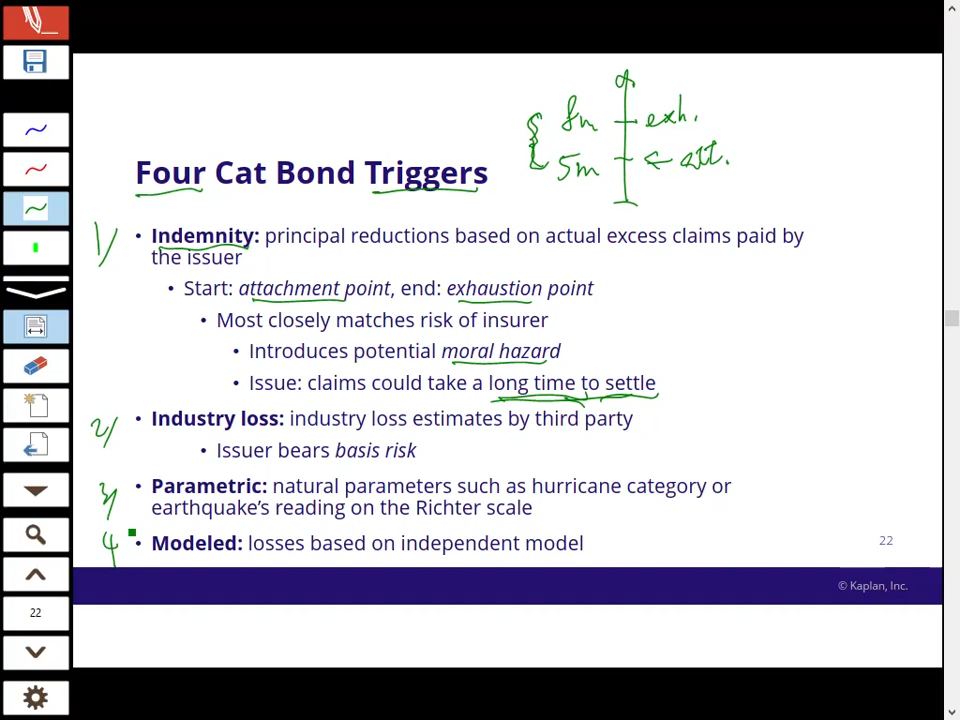 8m exh.
5m ← att.
Four Cat Bond Triggers
1/ • Indemnity: principal reductions based on actual excess claims paid by
the issuer
• Start: attachment point, end: exhaustion point
• Most closely matches risk of insurer
• Introduces potential moral hazard
• Issue: claims could take a long time to settle
2/ • Industry loss: industry loss estimates by third party
• Issuer bears basis risk
3/ • Parametric: natural parameters such as hurricane category or
earthquake's reading on the Richter scale
4 • Modeled: losses based on independent model
22
© Kaplan, Inc.
22